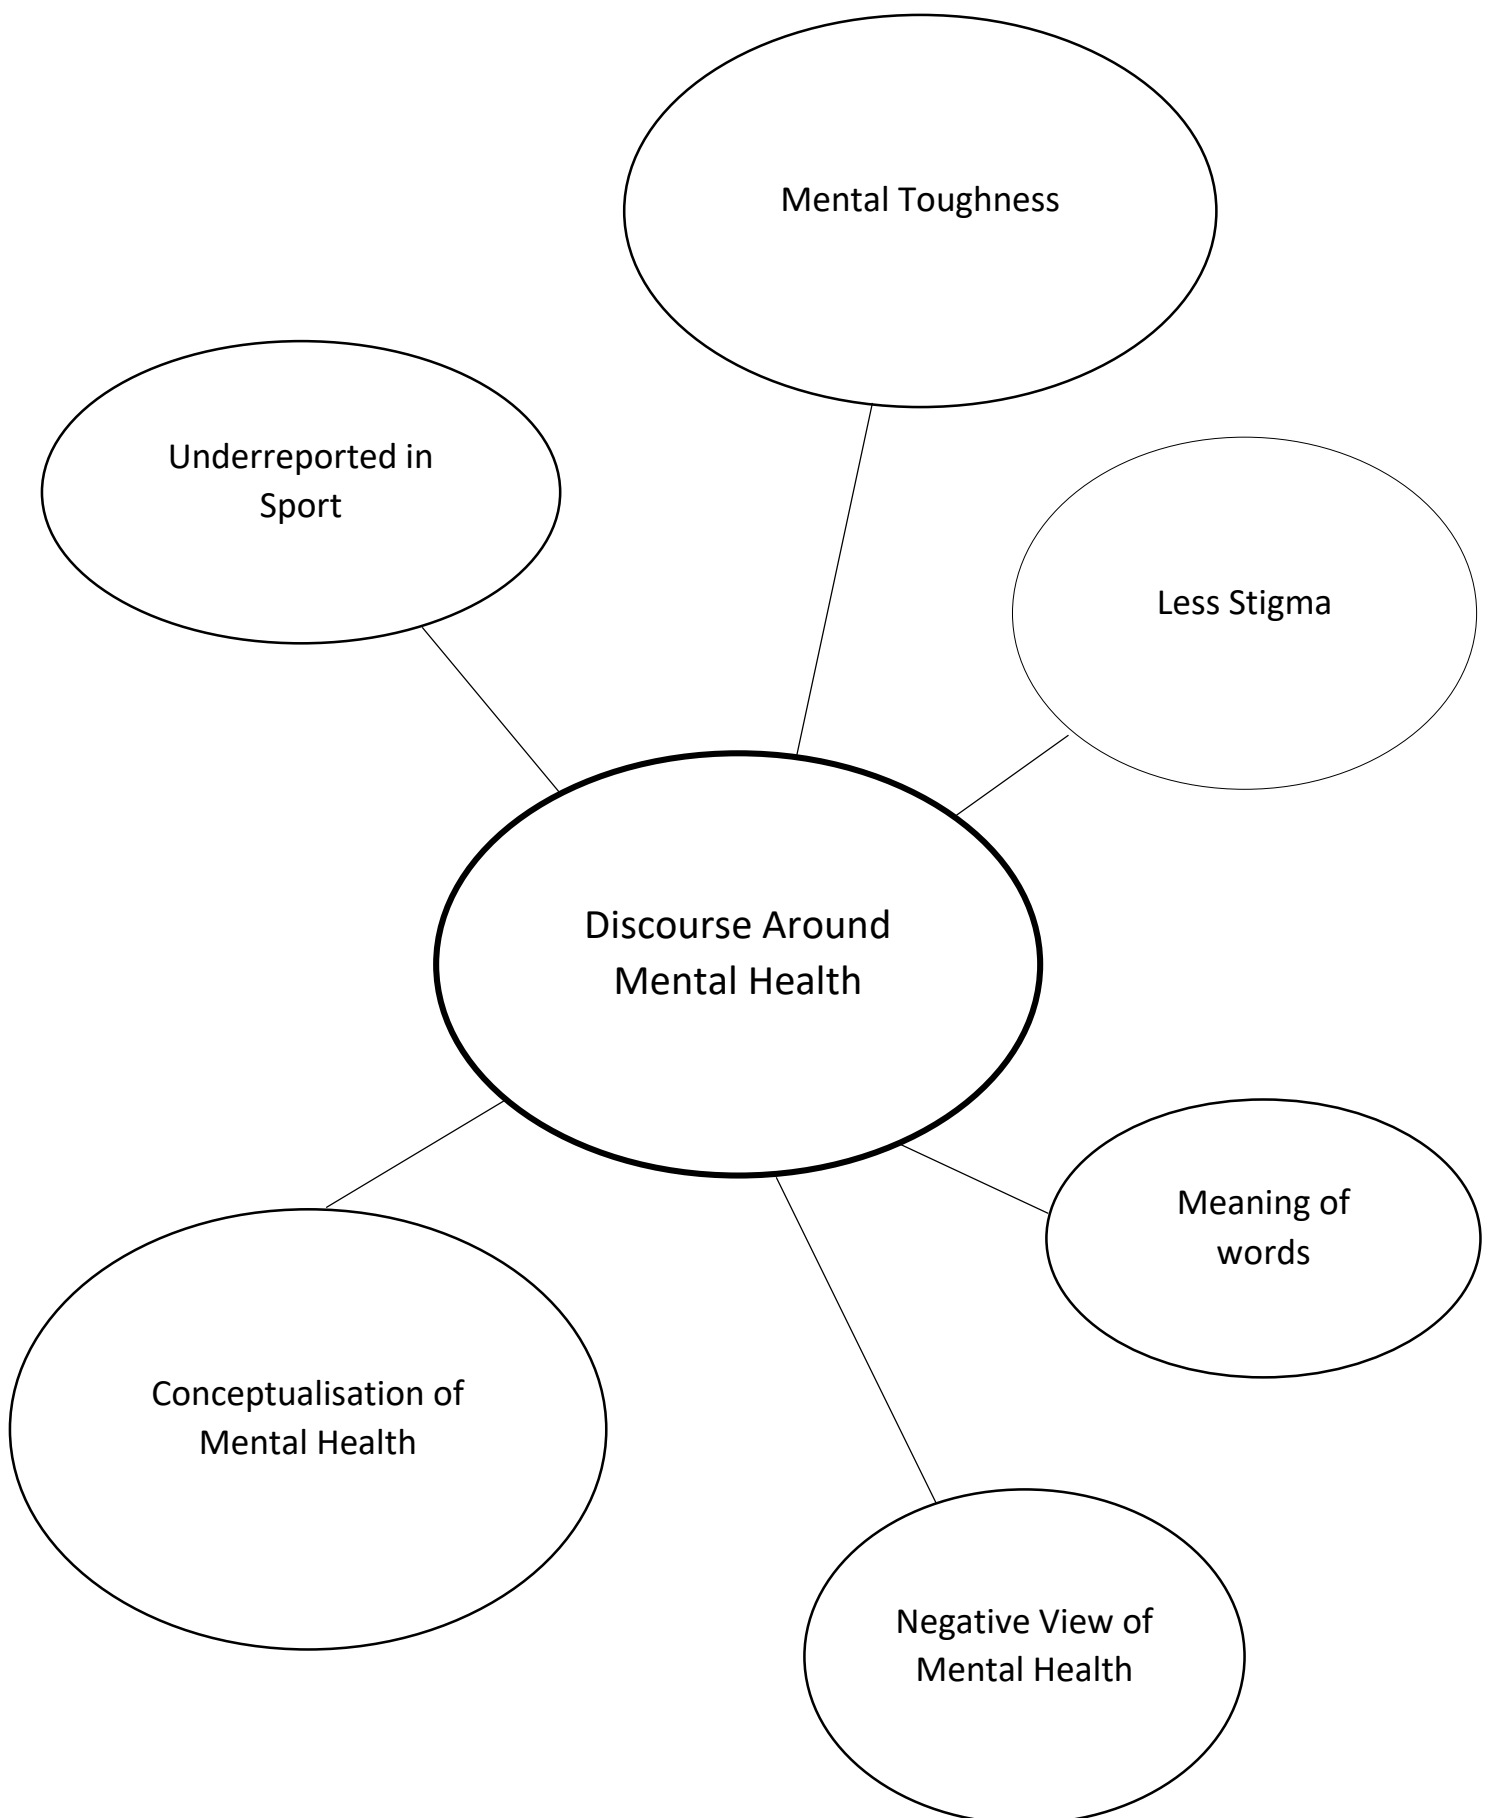 Mental Toughness
Underreported in
Sport
Less Stigma
Discourse Around
Mental Health
Meaning of
words
Conceptualisation of
Mental Health
Negative View of
Mental Health